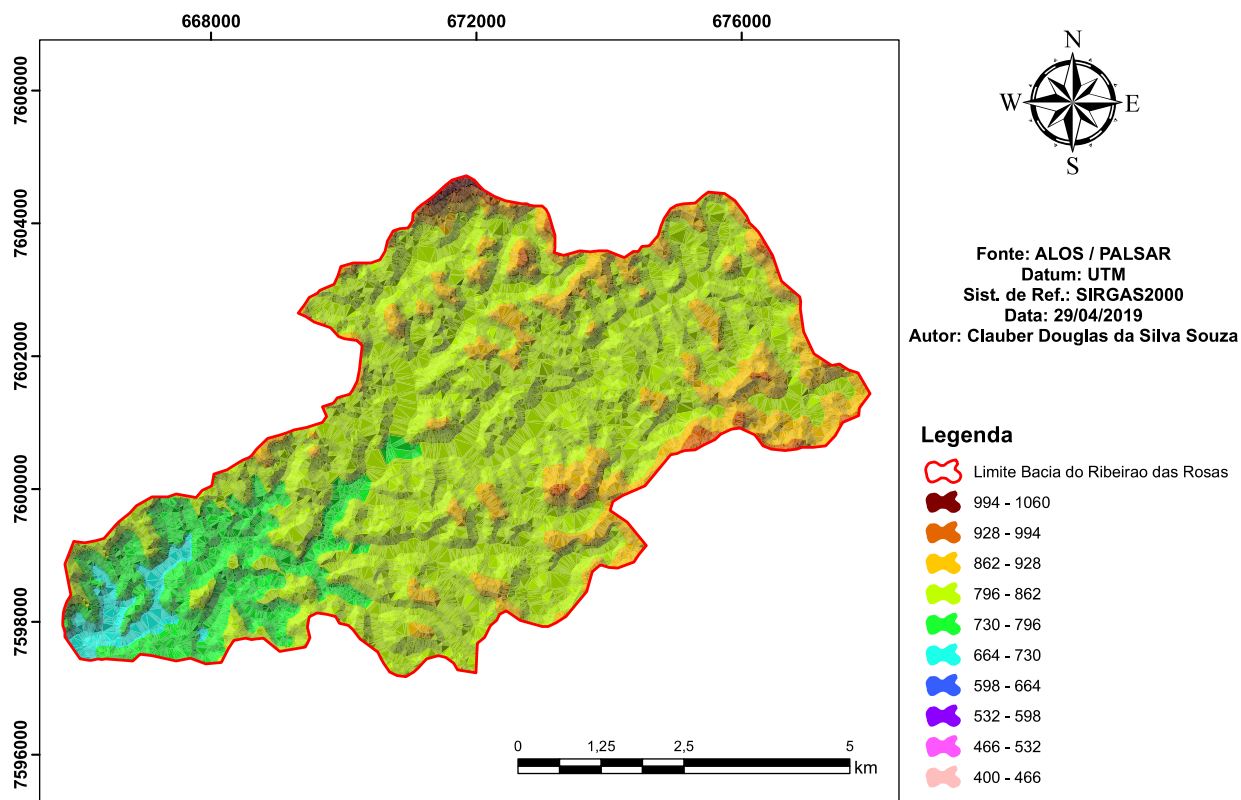 668000
672000
676000
7606000
7604000
7602000
7600000
7598000
7596000
N
W
E
S
Fonte: ALOS / PALSAR
Datum: UTM
Sist. de Ref.: SIRGAS2000
Data: 29/04/2019
Autor: Clauber Douglas da Silva Souza
Legenda
Limite Bacia do Ribeirao das Rosas
994 - 1060
928 - 994
862 - 928
796 - 862
730 - 796
664 - 730
598 - 664
532 - 598
466 - 532
400 - 466
0 1,25 2,5 5
km